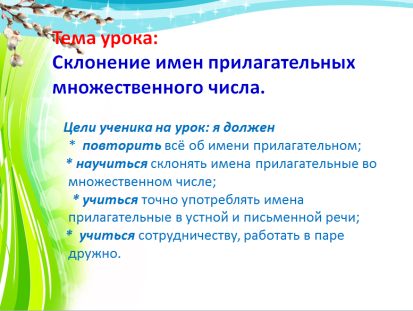 Тема урока:
Склонение имен прилагательных
множественного числа.
Цели ученика на урок: я должен
* повторить всё об имени прилагательном;
* научиться склонять имена прилагательные во
множественном числе;
* учиться точно употреблять имена
прилагательные в устной и письменной речи;
* учиться сотрудничеству, работать в паре
дружно.